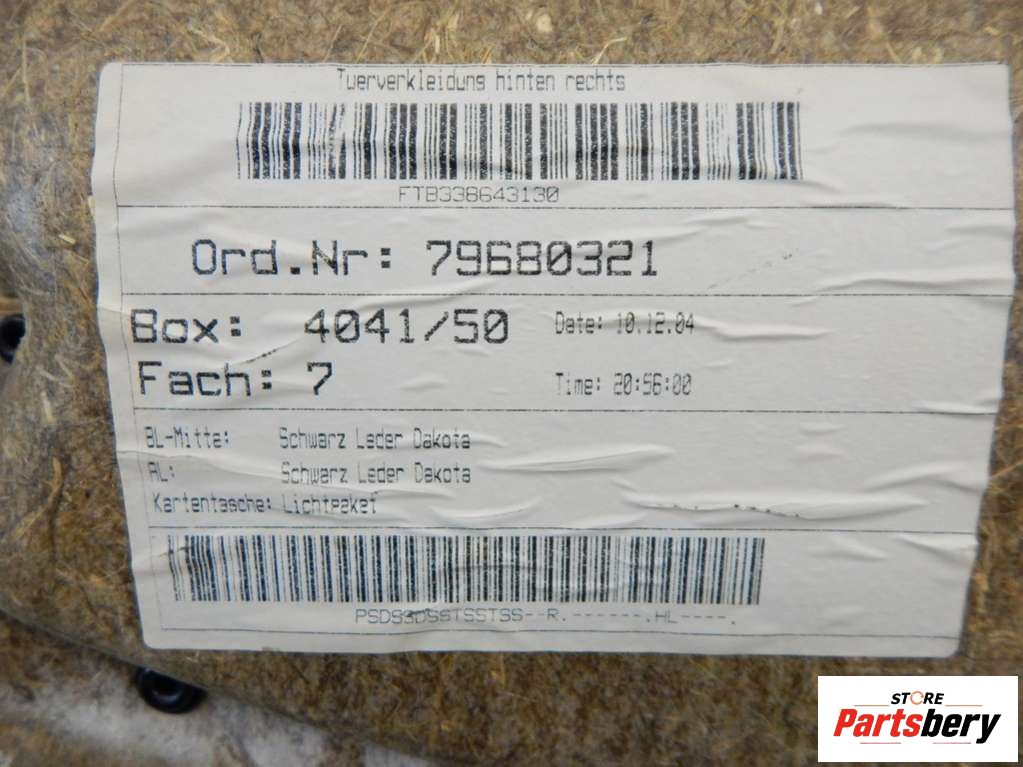 Tuerverkleidung hinten rechts
FTB338643130
Ord.Nr: 79680321
Box: 4041/50
Date: 10.12.04
Fach: 7
Time: 20:56:00
BL-Mitte: Schwarz Leder Dakota
AL: Schwarz Leder Dakota
Kartentasche: Lichtpaket
PSDS3DSSTSSTSS--R.------.HL----.
STORE
Partsbery